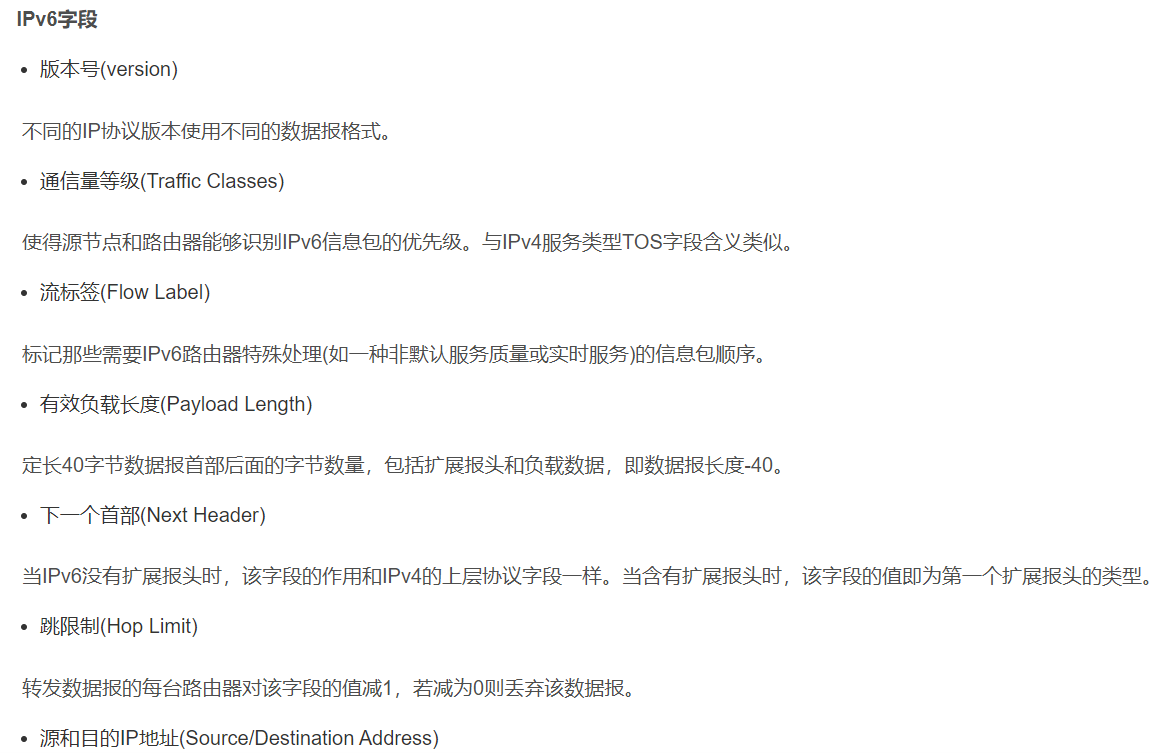 IPv6字段
• 版本号(version)
不同的IP协议版本使用不同的数据报格式。
• 通信量等级(Traffic Classes)
使得源节点和路由器能够识别IPv6信息包的优先级。与IPv4服务类型TOS字段含义类似。
• 流标签(Flow Label)
标记那些需要IPv6路由器特殊处理(如一种非默认服务质量或实时服务)的信息包顺序。
• 有效负载长度(Payload Length)
定长40字节数据报首部后面的字节数量，包括扩展报头和负载数据，即数据报长度-40。
• 下一个首部(Next Header)
当IPv6没有扩展报头时，该字段的作用和IPv4的上层协议字段一样。当含有扩展报头时，该字段的值即为第一个扩展报头的类型。
• 跳限制(Hop Limit)
转发数据报的每台路由器对该字段的值减1，若减为0则丢弃该数据报。
• 源和目的IP地址(Source/Destination Address)